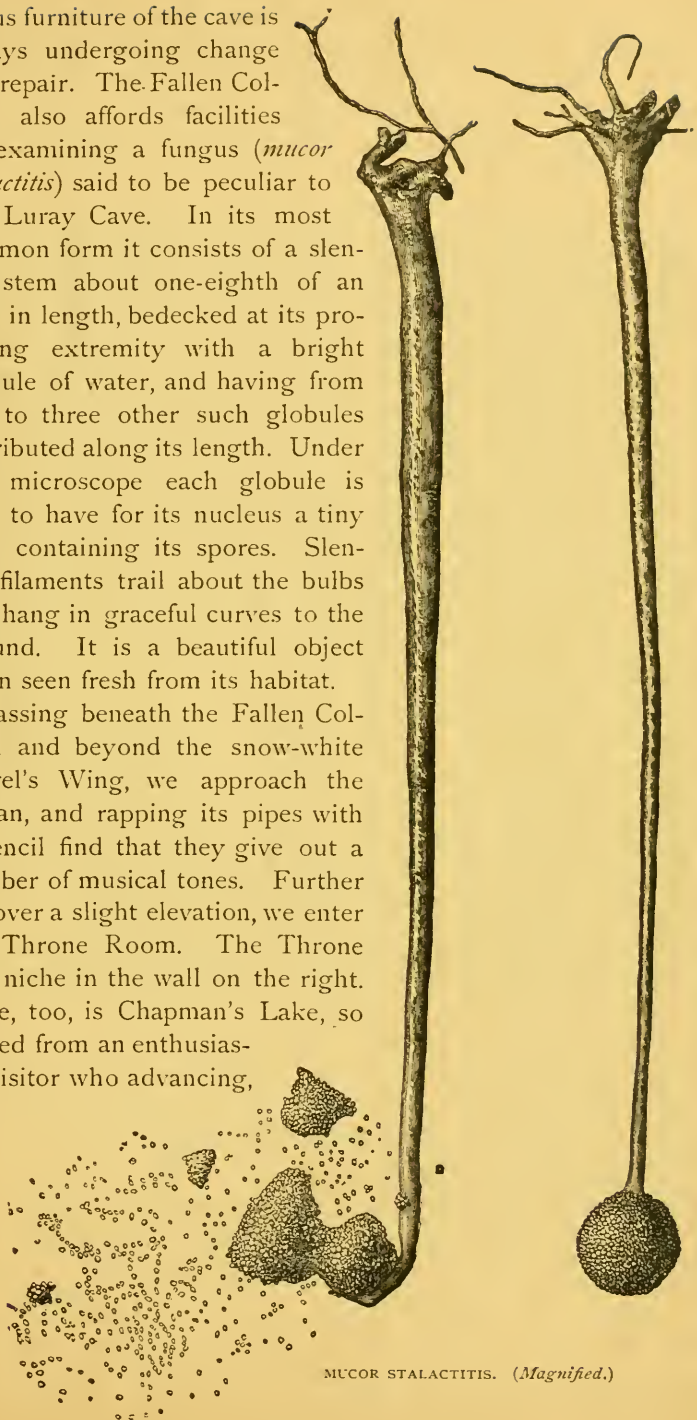 us furniture of the cave is
ys undergoing change
repair. The Fallen Col-
also affords facilities
examining a fungus (mucor
ctitis) said to be peculiar to
Luray Cave. In its most
mon form it consists of a slen-
stem about one-eighth of an
in length, bedecked at its pro-
ng extremity with a bright
ule of water, and having from
to three other such globules
ributed along its length. Under
microscope each globule is
to have for its nucleus a tiny
containing its spores. Slen-
filaments trail about the bulbs
hang in graceful curves to the
und. It is a beautiful object
n seen fresh from its habitat.
assing beneath the Fallen Col-
and beyond the snow-white
el's Wing, we approach the
an, and rapping its pipes with
encil find that they give out a
ber of musical tones. Further
over a slight elevation, we enter
Throne Room. The Throne
niche in the wall on the right.
e, too, is Chapman's Lake, so
ed from an enthusias-
isitor who advancing,
MUCOR STALACTITIS. (Magnified.)